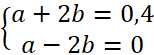 a + 2b = 0,4
a − 2b = 0